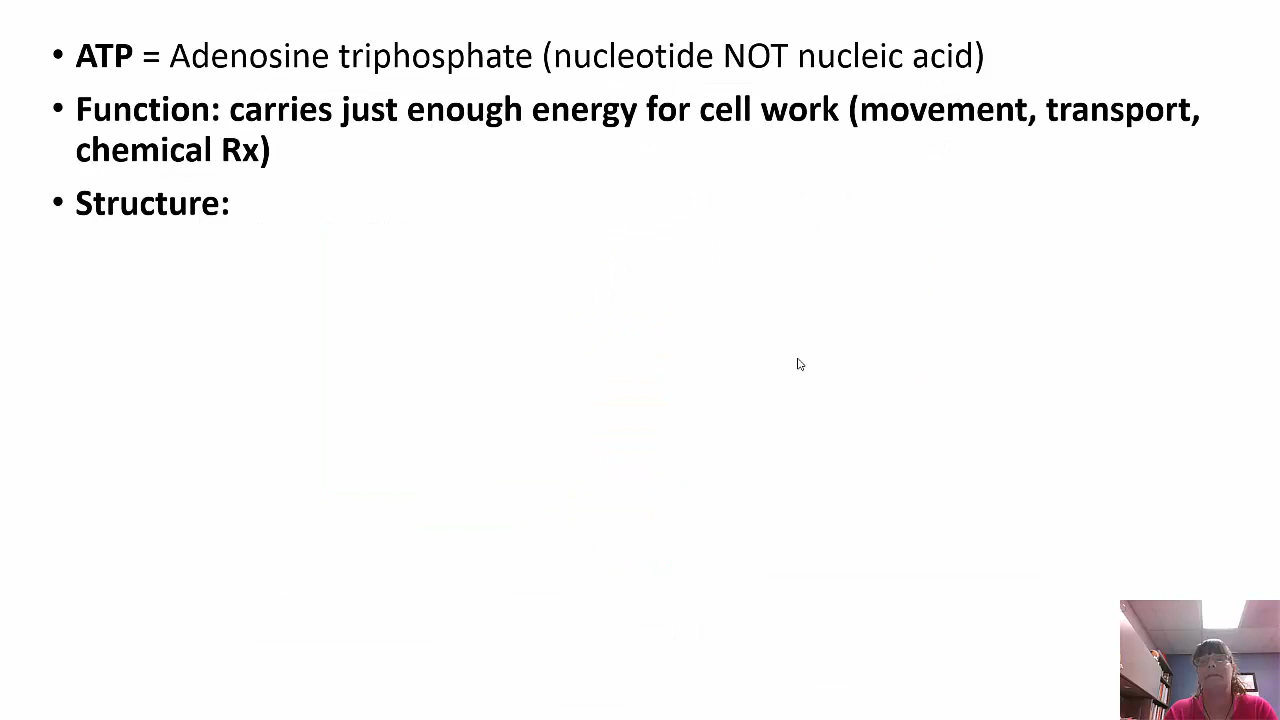 • ATP = Adenosine triphosphate (nucleotide NOT nucleic acid)
• Function: carries just enough energy for cell work (movement, transport,
chemical Rx)
• Structure: